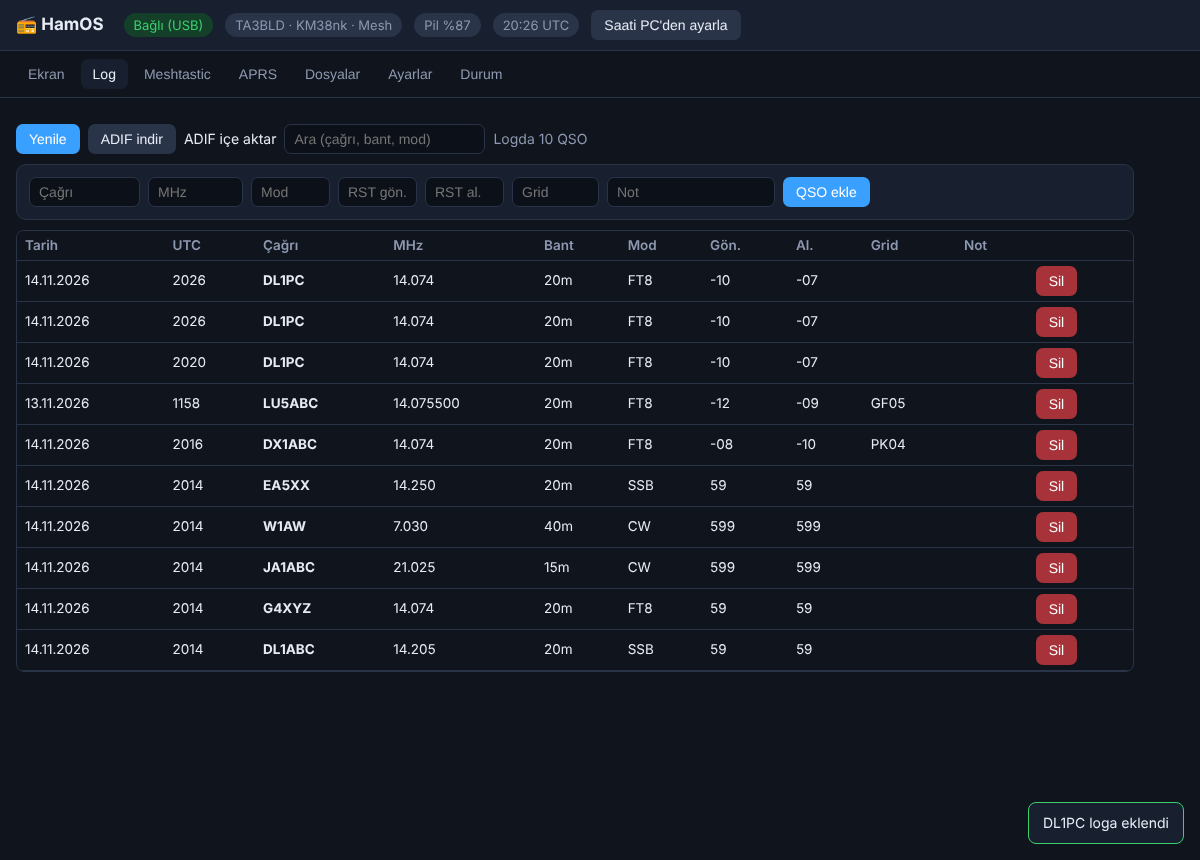 HamOS Bağlı (USB) TA3BLD · KM38nk · Mesh Pil %87 20:26 UTC Saati PC'den ayarla
Ekran Log Meshtastic APRS Dosyalar Ayarlar Durum
Yenile ADIF indir ADIF içe aktar Ara (çağrı, bant, mod) Logda 10 QSO
Çağrı MHz Mod RST gön. RST al. Grid Not QSO ekle
Tarih UTC Çağrı MHz Bant Mod Gön. Al. Grid Not
14.11.2026 2026 DL1PC 14.074 20m FT8 -10 -07 Sil
14.11.2026 2026 DL1PC 14.074 20m FT8 -10 -07 Sil
14.11.2026 2020 DL1PC 14.074 20m FT8 -10 -07 Sil
13.11.2026 1158 LU5ABC 14.075500 20m FT8 -12 -09 GF05 Sil
14.11.2026 2016 DX1ABC 14.074 20m FT8 -08 -10 PK04 Sil
14.11.2026 2014 EA5XX 14.250 20m SSB 59 59 Sil
14.11.2026 2014 W1AW 7.030 40m CW 599 599 Sil
14.11.2026 2014 JA1ABC 21.025 15m CW 599 599 Sil
14.11.2026 2014 G4XYZ 14.074 20m FT8 59 59 Sil
14.11.2026 2014 DL1ABC 14.205 20m SSB 59 59 Sil
DL1PC loga eklendi